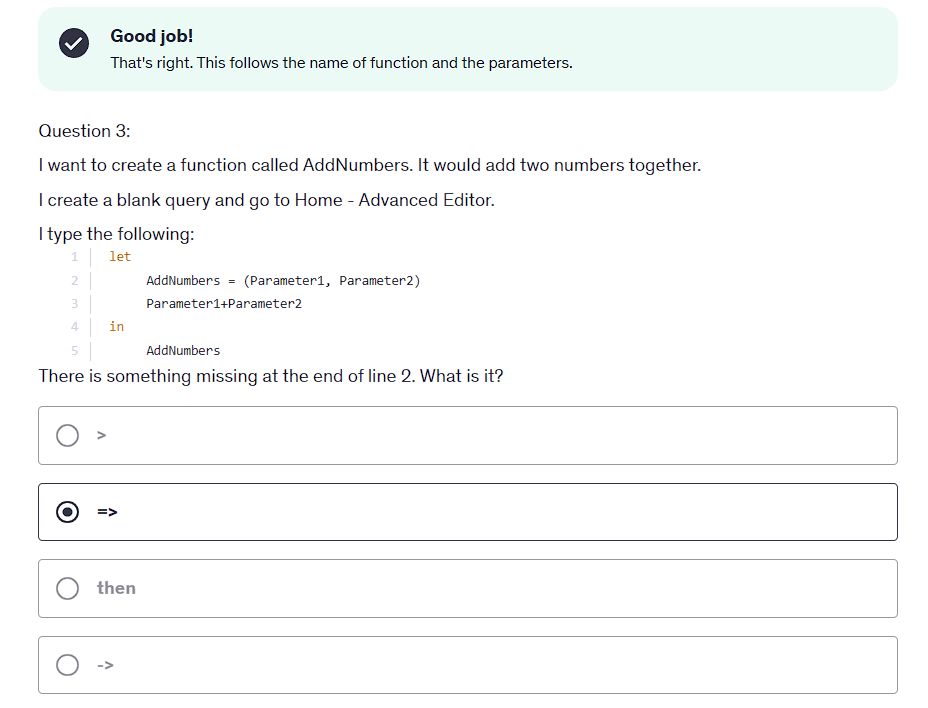 Good job!
That's right. This follows the name of function and the parameters.
Question 3:
I want to create a function called AddNumbers. It would add two numbers together.
I create a blank query and go to Home - Advanced Editor.
I type the following:
1 let
2 AddNumbers = (Parameter1, Parameter2)
3 Parameter1+Parameter2
4 in
5 AddNumbers
There is something missing at the end of line 2. What is it?
>
=>
then
->